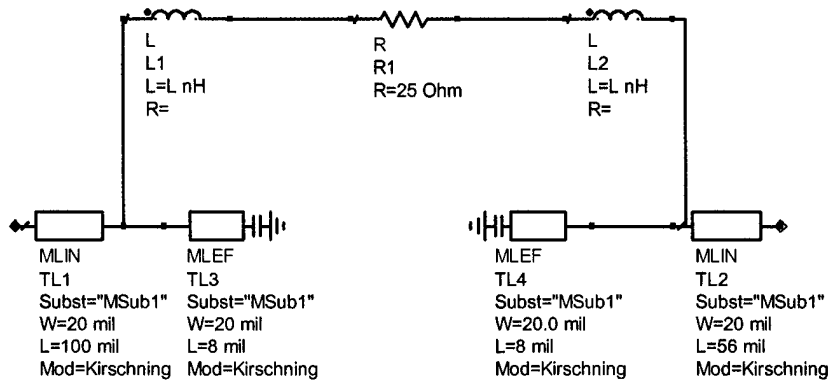 L
L1
L=L nH
R=
R
R1
R=25 Ohm
L
L2
L=L nH
R=
MLIN
TL1
Subst="MSub1"
W=20 mil
L=100 mil
Mod=Kirschning
MLEF
TL3
Subst="MSub1"
W=20 mil
L=8 mil
Mod=Kirschning
MLEF
TL4
Subst="MSub1"
W=20.0 mil
L=8 mil
Mod=Kirschning
MLIN
TL2
Subst="MSub1"
W=20 mil
L=56 mil
Mod=Kirschning